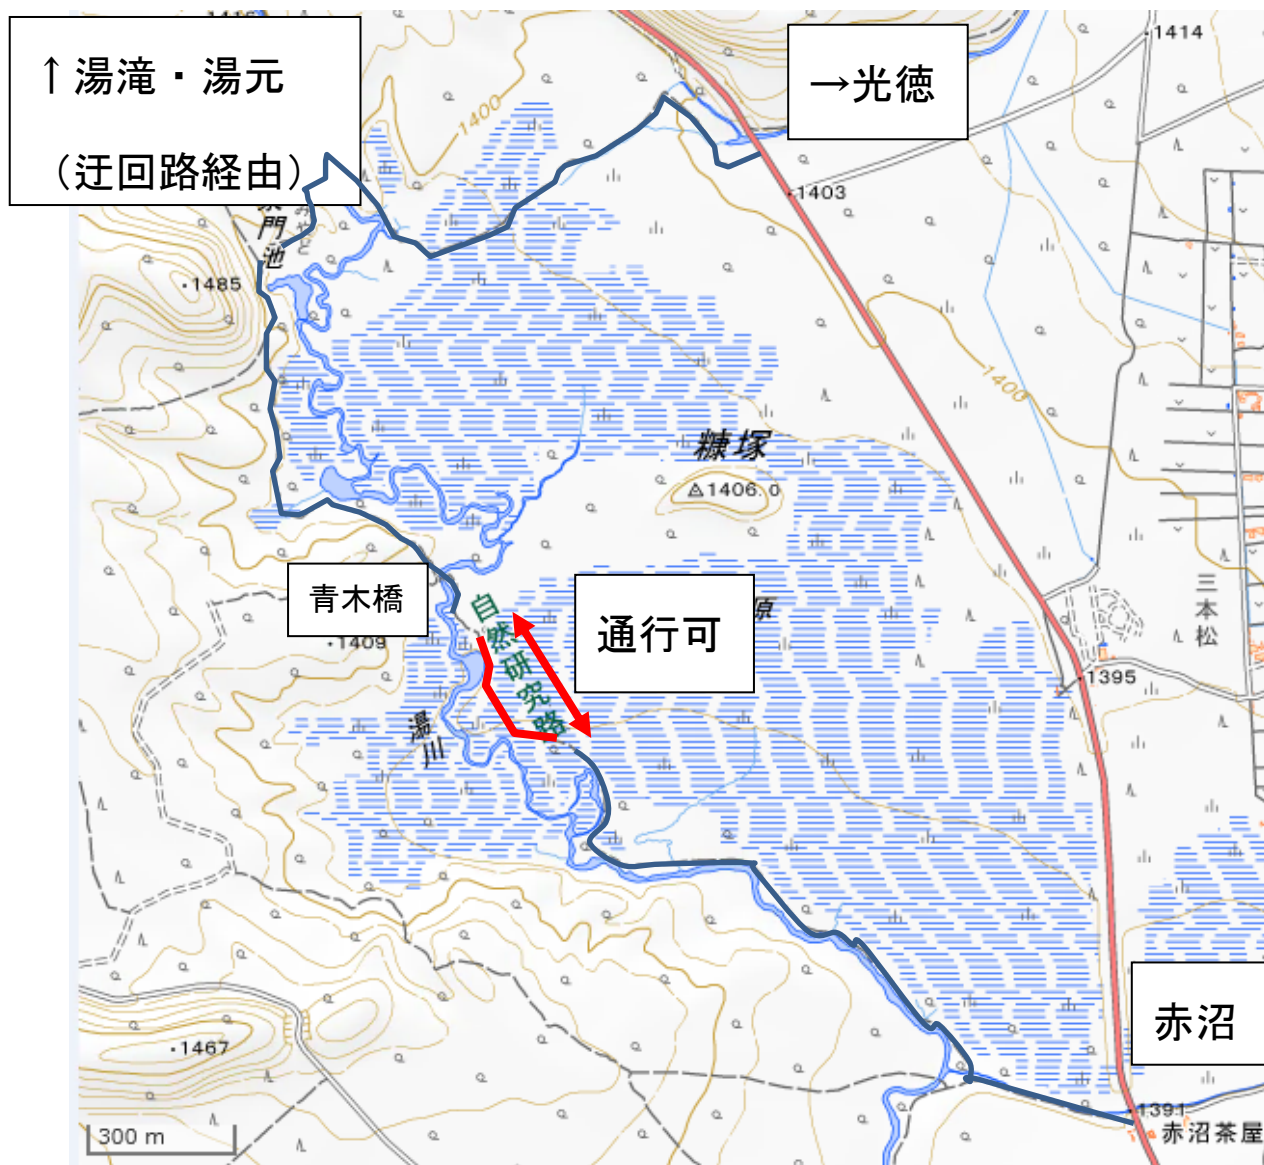 ↑湯滝・湯元
（迂回路経由）
→光徳
1414
1400
1403
門池
1485
1400
糠塚
1406.0
青木橋
1409
自然研究路
通行可
原
三本松
1395
湯川
赤沼
1467
1391
赤沼茶屋
300 m